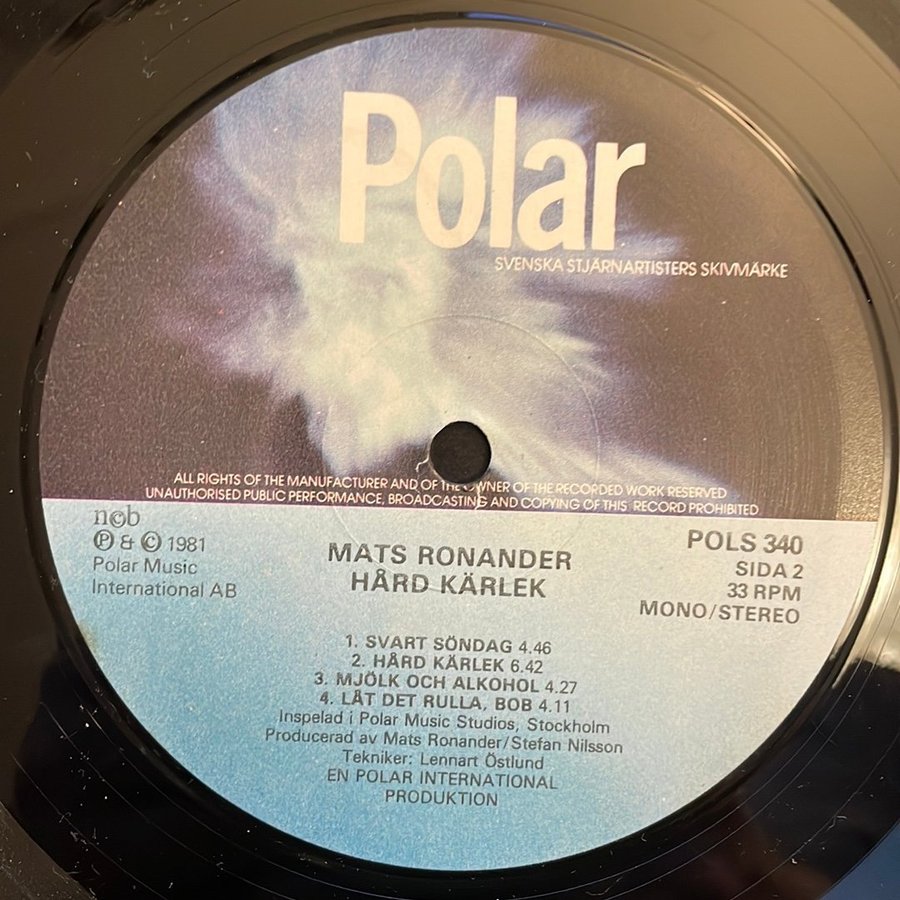 Polar
SVENSKA STJÄRNARTISTERS SKIVMÄRKE
ALL RIGHTS OF THE MANUFACTURER AND OF THE OWNER OF THE RECORDED WORK RESERVED
UNAUTHORISED PUBLIC PERFORMANCE, BROADCASTING AND COPYING OF THIS RECORD PROHIBITED
ncb
Ⓟ & © 1981
Polar Music
International AB
MATS RONANDER
HÅRD KÄRLEK
POLS 340
SIDA 2
33 RPM
MONO/STEREO
1. SVART SÖNDAG 4.46
2. HÅRD KÄRLEK 6.42
3. MJÖLK OCH ALKOHOL 4.27
4. LÅT DET RULLA, BOB 4.11
Inspelad i Polar Music Studios, Stockholm
Producerad av Mats Ronander/Stefan Nilsson
Tekniker: Lennart Östlund
EN POLAR INTERNATIONAL
PRODUKTION